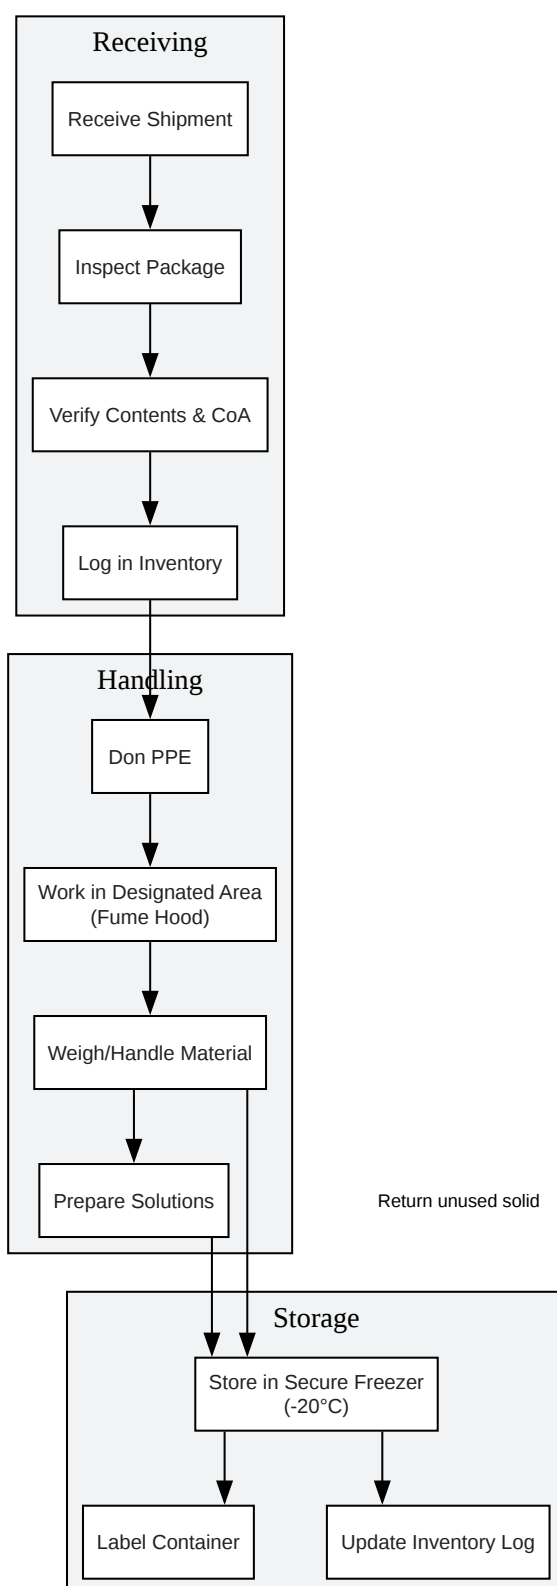 Receiving
Receive Shipment
Inspect Package
Verify Contents & CoA
Log in Inventory
Handling
Don PPE
Work in Designated Area
(Fume Hood)
Weigh/Handle Material
Prepare Solutions
Return unused solid
Storage
Store in Secure Freezer
(-20°C)
Label Container
Update Inventory Log